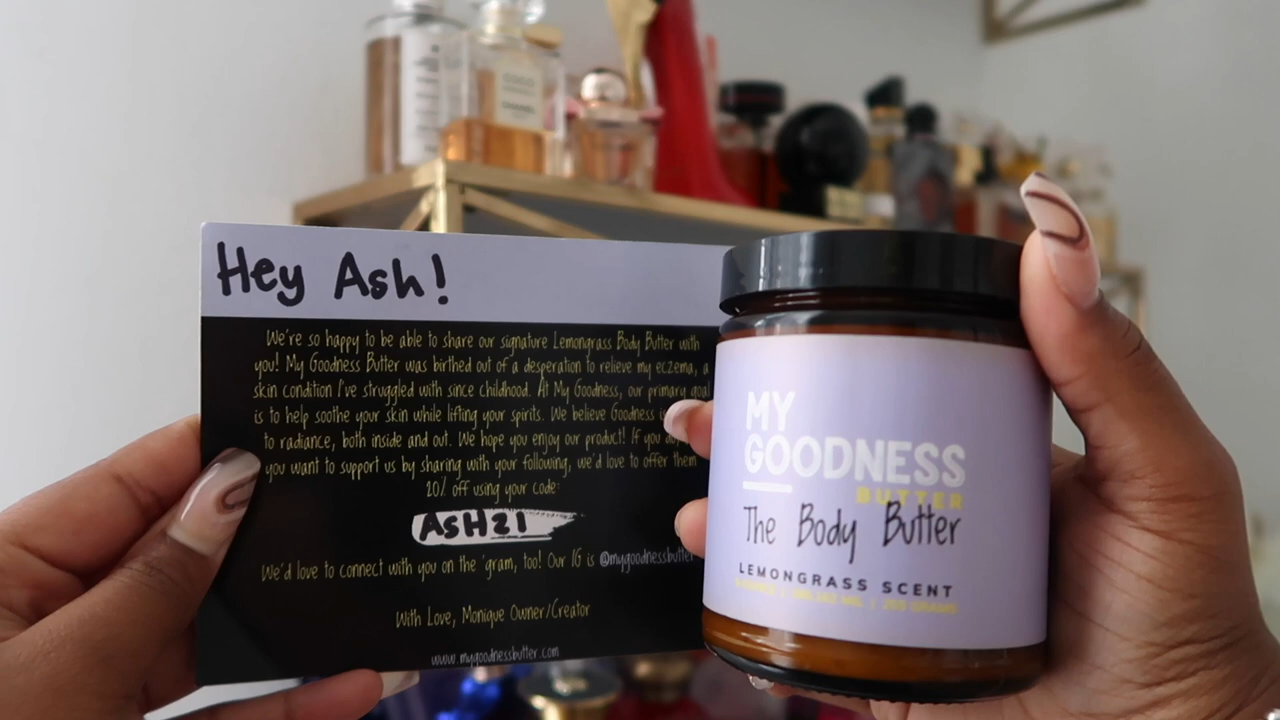 COCO
CHANEL
Hey Ash!
We're so happy to be able to share our signature Lemongrass Body Butter with
you! My Goodness Butter was birthed out of a desperation to relieve my eczema, a
skin condition I've struggled with since childhood. At My Goodness, our primary goal
is to help soothe your skin while lifting your spirits. We believe Goodness is
to radiance, both inside and out. We hope you enjoy our product! If you
you want to support us by sharing with your following, we'd love to offer them
20% off using your code:
ASH21
We'd love to connect with you on the 'gram, too! Our IG is @mygoodnessbutter
With Love, Monique Owner/Creator
www.mygoodnessbutter.com
MY
GOODNESS
BUTTER
The Body Butter
LEMONGRASS SCENT